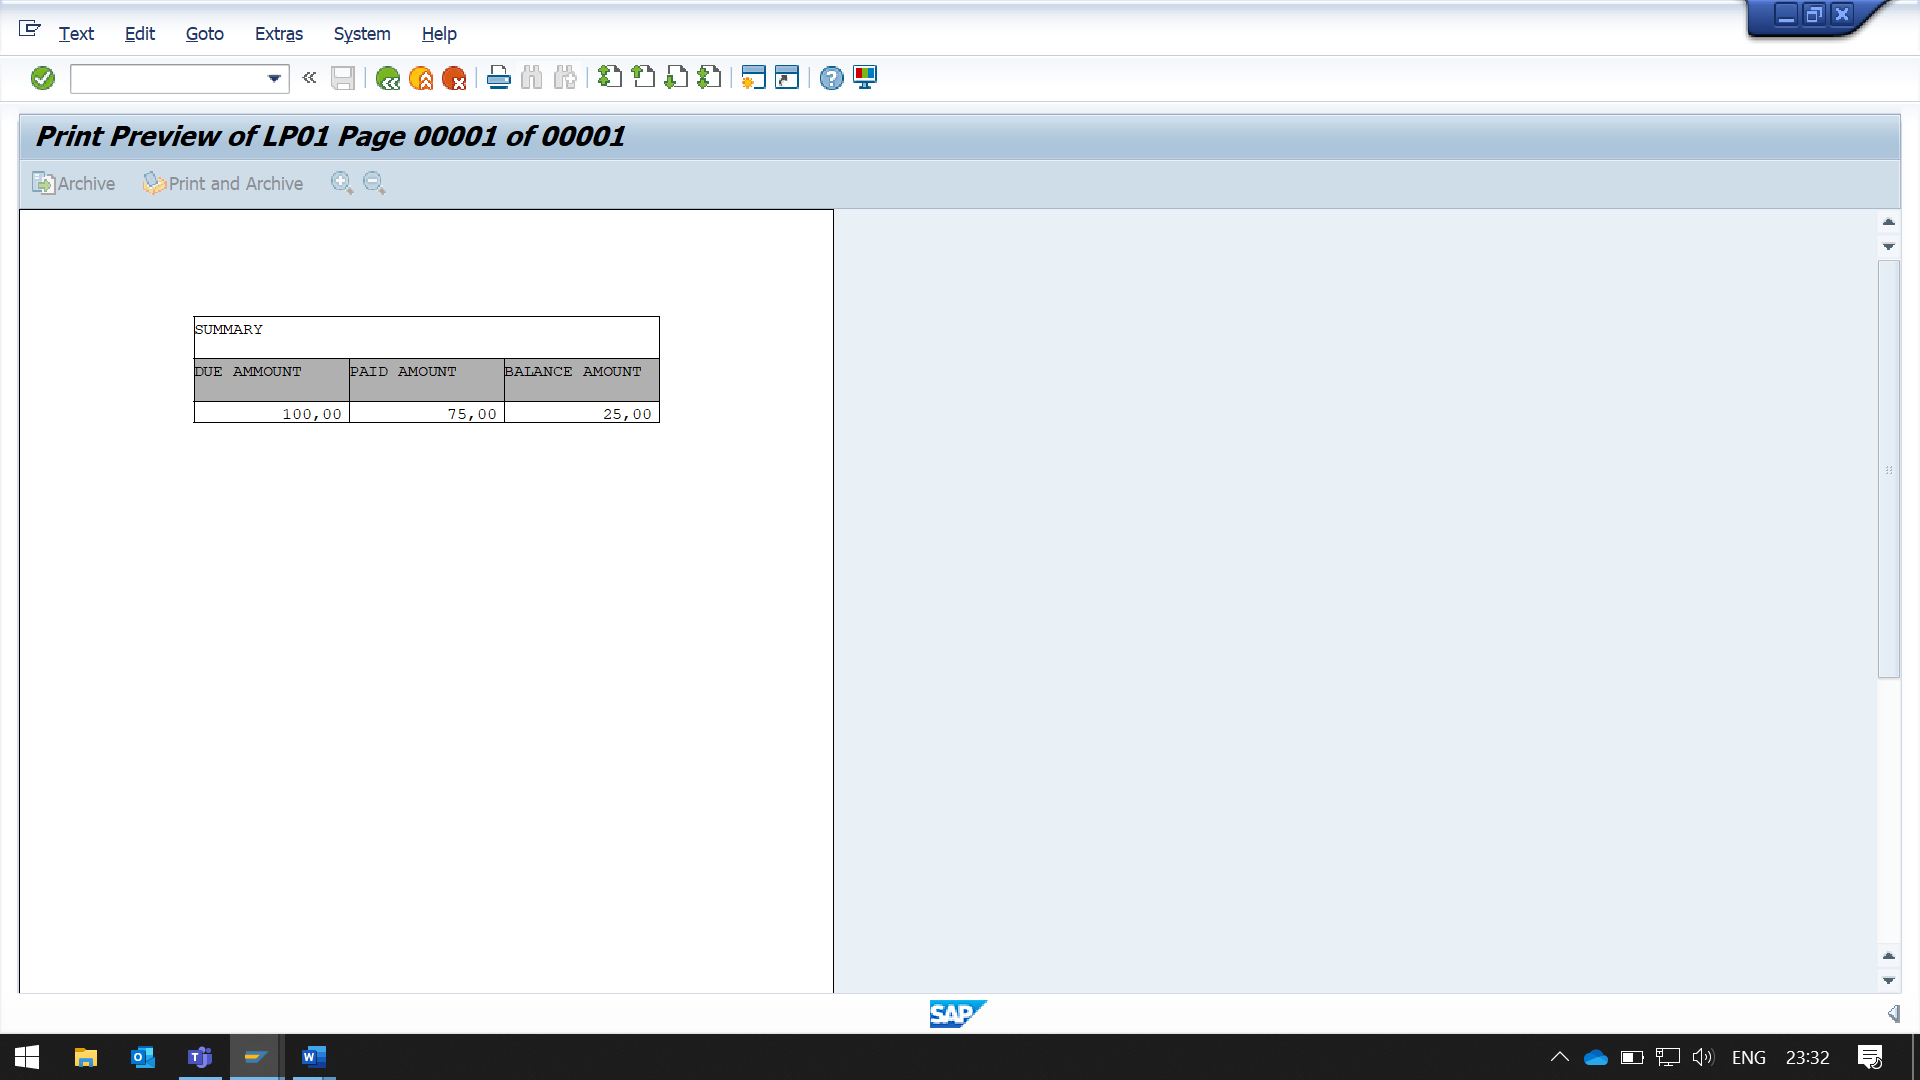 Text Edit Goto Extras System Help
Print Preview of LP01 Page 00001 of 00001
Archive Print and Archive
SUMMARY
DUE AMMOUNT PAID AMOUNT BALANCE AMOUNT
100,00 75,00 25,00
SAP
ENG 23:32